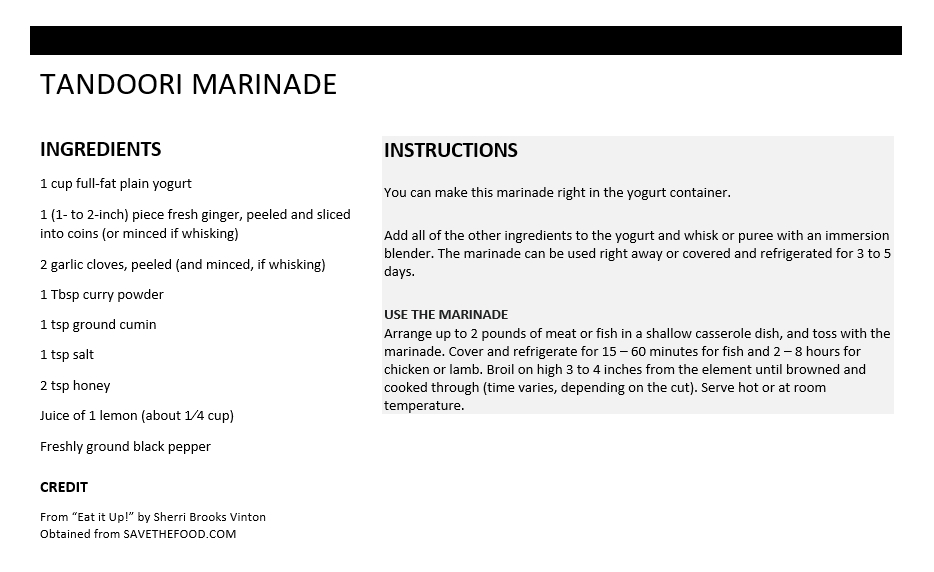 TANDOORI MARINADE
INGREDIENTS
1 cup full-fat plain yogurt
1 (1- to 2-inch) piece fresh ginger, peeled and sliced
into coins (or minced if whisking)
2 garlic cloves, peeled (and minced, if whisking)
1 Tbsp curry powder
1 tsp ground cumin
1 tsp salt
2 tsp honey
Juice of 1 lemon (about 1⁄4 cup)
Freshly ground black pepper
CREDIT
From “Eat it Up!” by Sherri Brooks Vinton
Obtained from SAVETHEFOOD.COM
INSTRUCTIONS
You can make this marinade right in the yogurt container.
Add all of the other ingredients to the yogurt and whisk or puree with an immersion
blender. The marinade can be used right away or covered and refrigerated for 3 to 5
days.
USE THE MARINADE
Arrange up to 2 pounds of meat or fish in a shallow casserole dish, and toss with the
marinade. Cover and refrigerate for 15 – 60 minutes for fish and 2 – 8 hours for
chicken or lamb. Broil on high 3 to 4 inches from the element until browned and
cooked through (time varies, depending on the cut). Serve hot or at room
temperature.